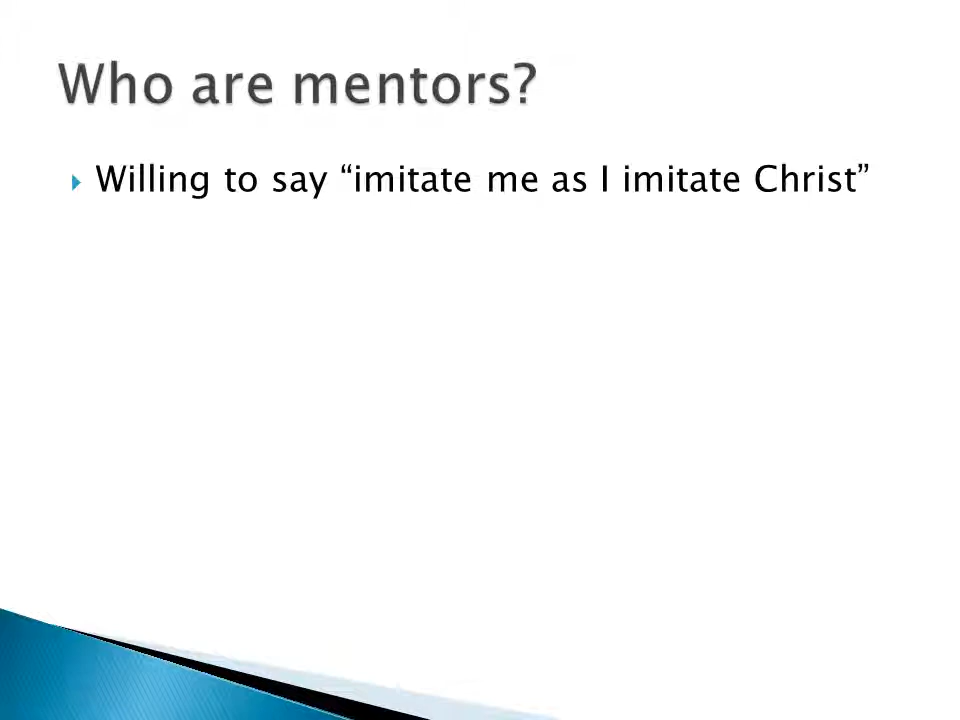 Who are mentors?
Willing to say “imitate me as I imitate Christ”